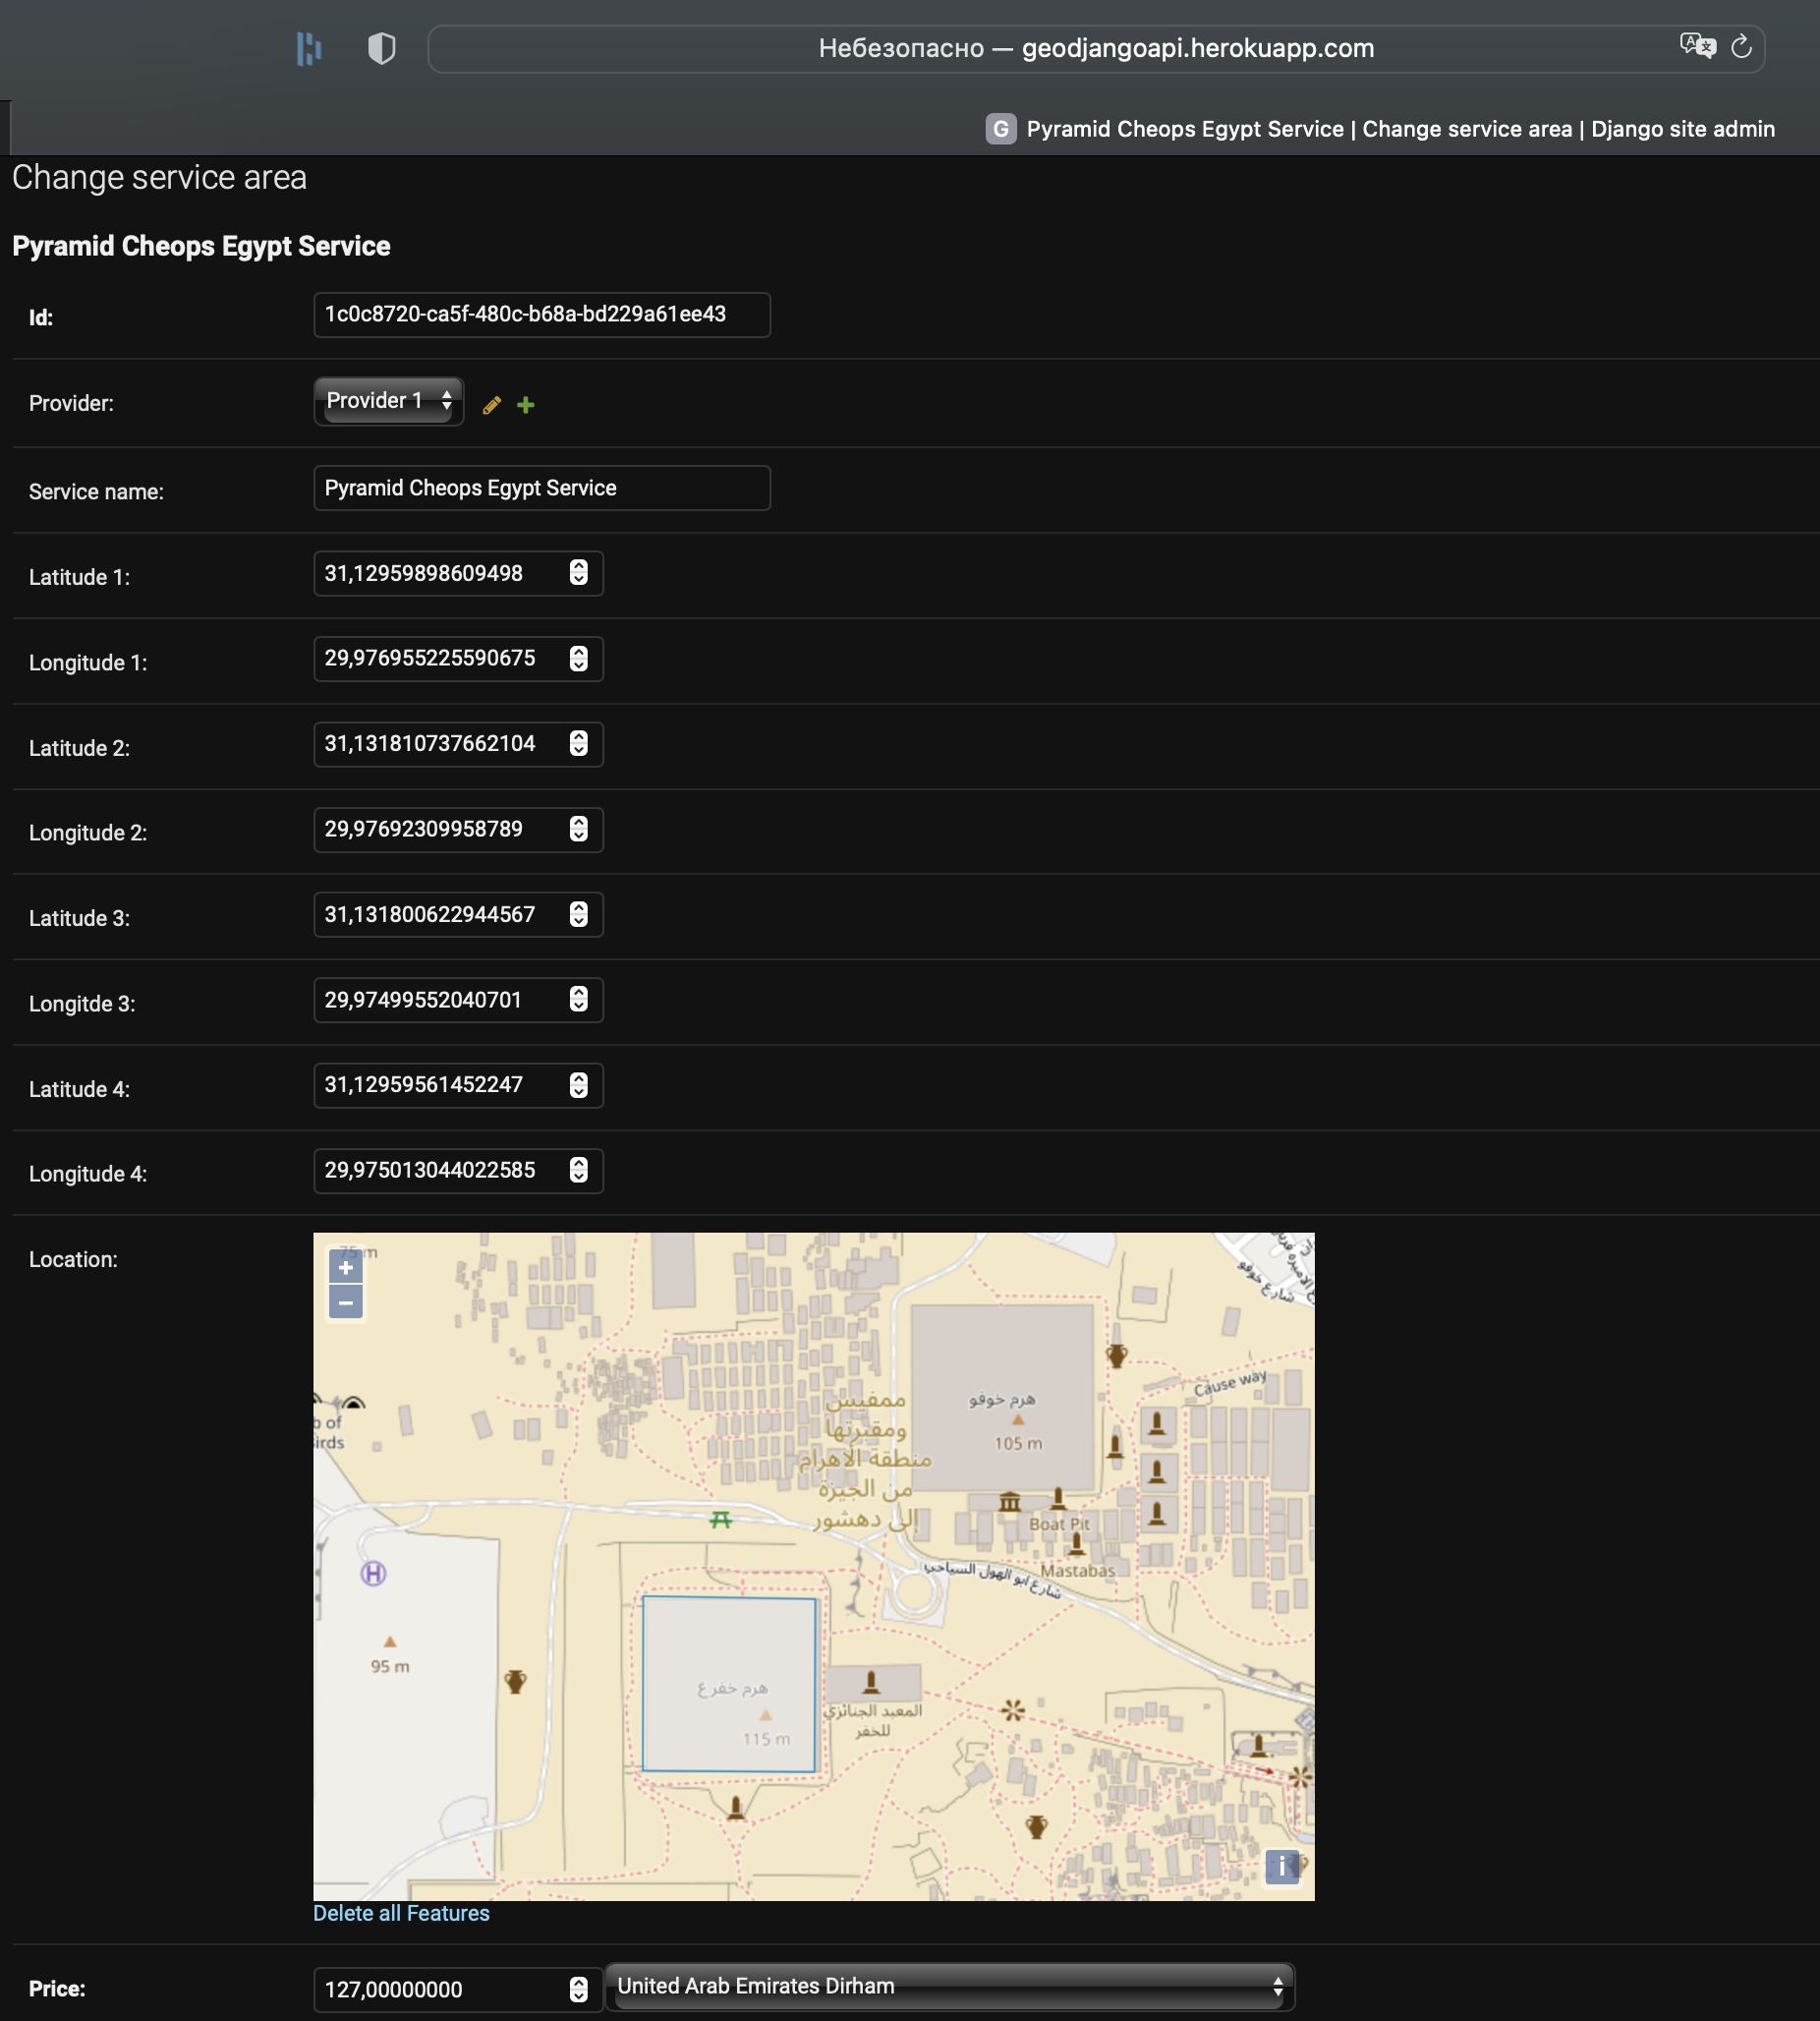 Небезопасно — geodjangoapi.herokuapp.com
G Pyramid Cheops Egypt Service | Change service area | Django site admin
Change service area
Pyramid Cheops Egypt Service
Id:
1c0c8720-ca5f-480c-b68a-bd229a61ee43
Provider:
Provider 1
Service name:
Pyramid Cheops Egypt Service
Latitude 1:
31,12959898609498
Longitude 1:
29,976955225590675
Latitude 2:
31,131810737662104
Longitude 2:
29,97692309958789
Latitude 3:
31,131800622944567
Longitde 3:
29,97499552040701
Latitude 4:
31,12959561452247
Longitude 4:
29,975013044022585
Location:
75 m
+
−
شارع خوفو
Cause way
هرم خوفو
105 m
b of
irds
ممفيس
ومقبرتها
منطقة الأهرام
من الجيزة
إلى دهشور
Boat Pit
Mastabas
شارع ابو الهول السياحي
H
95 m
هرم خفرع
115 m
المعبد الجنائزي
للخفر
i
Delete all Features
Price:
127,00000000
United Arab Emirates Dirham